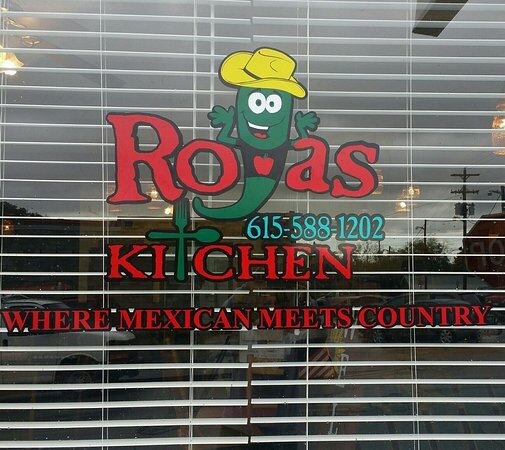 Rojas
615-588-1202
KITCHEN
WHERE MEXICAN MEETS COUNTRY